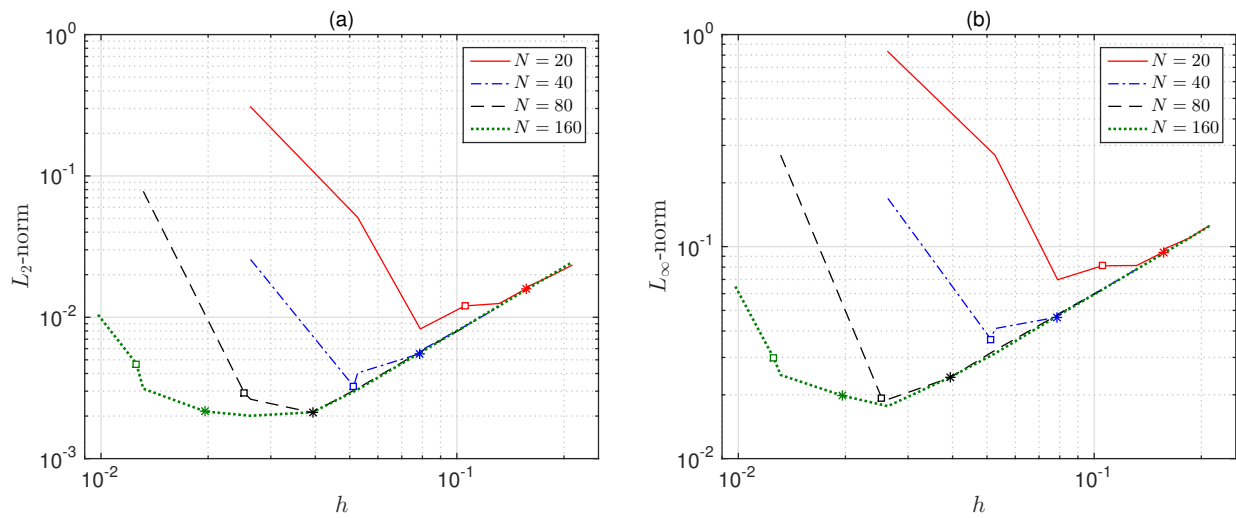 (a)
10^0
10^-1
10^-2
10^-3
L_2-norm
10^-2
10^-1
h
N = 20
N = 40
N = 80
N = 160
(b)
10^0
10^-1
10^-2
L_∞-norm
10^-2
10^-1
h
N = 20
N = 40
N = 80
N = 160